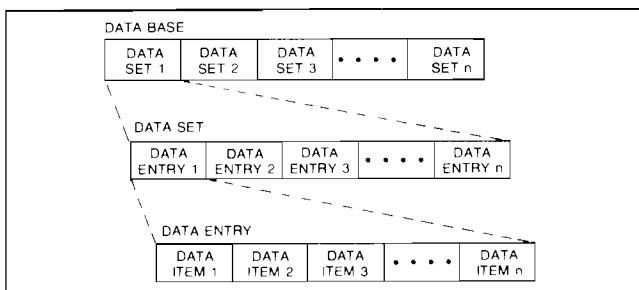 DATA BASE
DATA SET 1 DATA SET 2 DATA SET 3 • • • • DATA SET n
DATA SET
DATA ENTRY 1 DATA ENTRY 2 DATA ENTRY 3 • • • • DATA ENTRY n
DATA ENTRY
DATA ITEM 1 DATA ITEM 2 DATA ITEM 3 • • • • DATA ITEM n